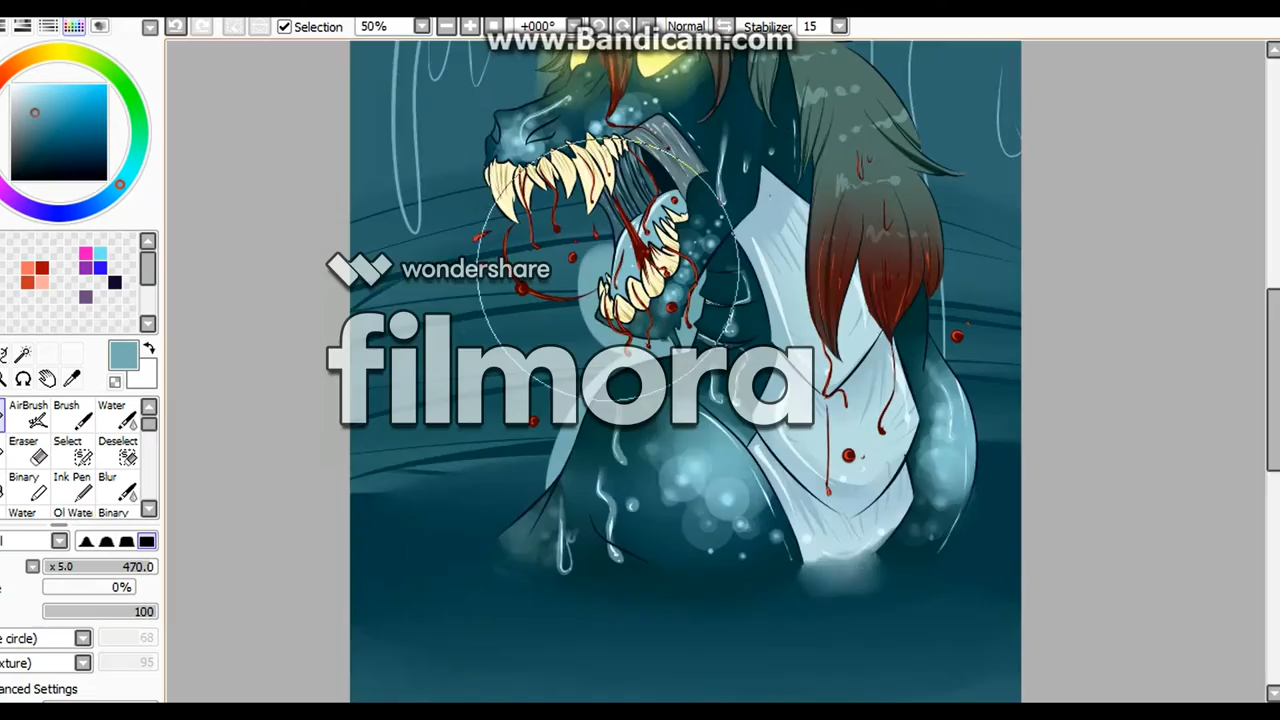 Selection 50% +000° Normal Stabilizer 15
www.Bandicam.com
wondershare
filmora
AirBrush Brush Water
Eraser Select Deselect
Binary Ink Pen Blur
Water Ol Wate Binary
x 5.0 470.0
0%
100
circle) 68
xture) 95
anced Settings